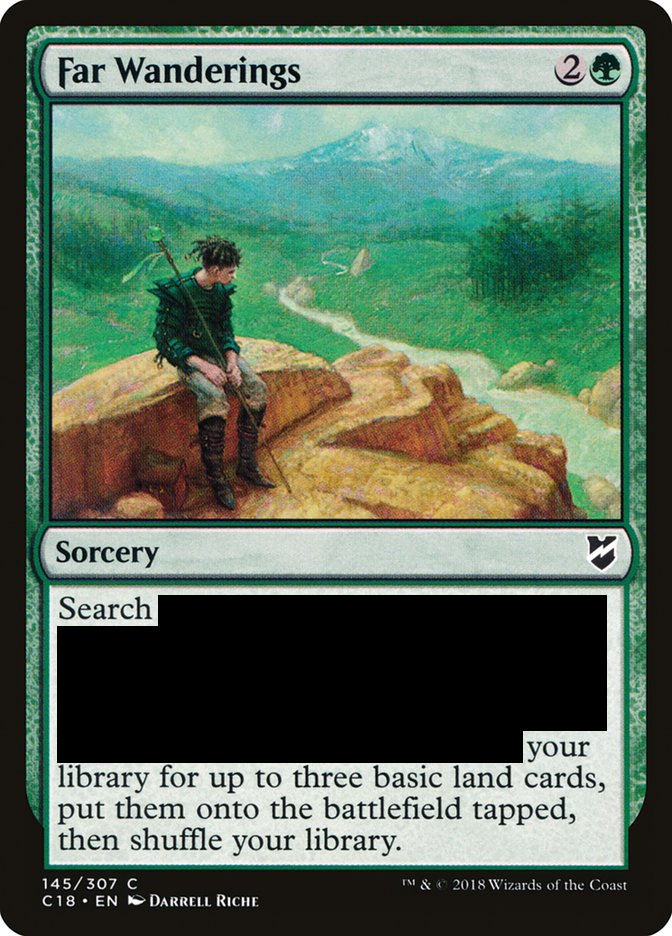 Far Wanderings
2
Sorcery
Search
your
library for up to three basic land cards,
put them onto the battlefield tapped,
then shuffle your library.
145/307 C
™ & © 2018 Wizards of the Coast
C18 • EN Darrell Riche